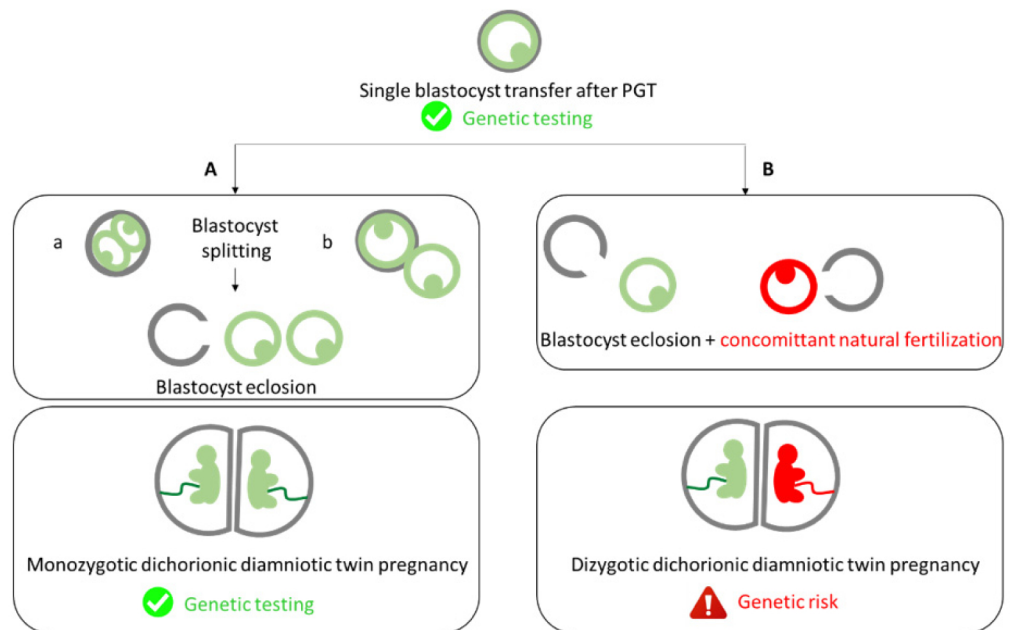 Single blastocyst transfer after PGT
Genetic testing
A
B
a
Blastocyst
splitting
b
Blastocyst eclosion
Blastocyst eclosion + concomittant natural fertilization
Monozygotic dichorionic diamniotic twin pregnancy
Genetic testing
Dizygotic dichorionic diamniotic twin pregnancy
Genetic risk